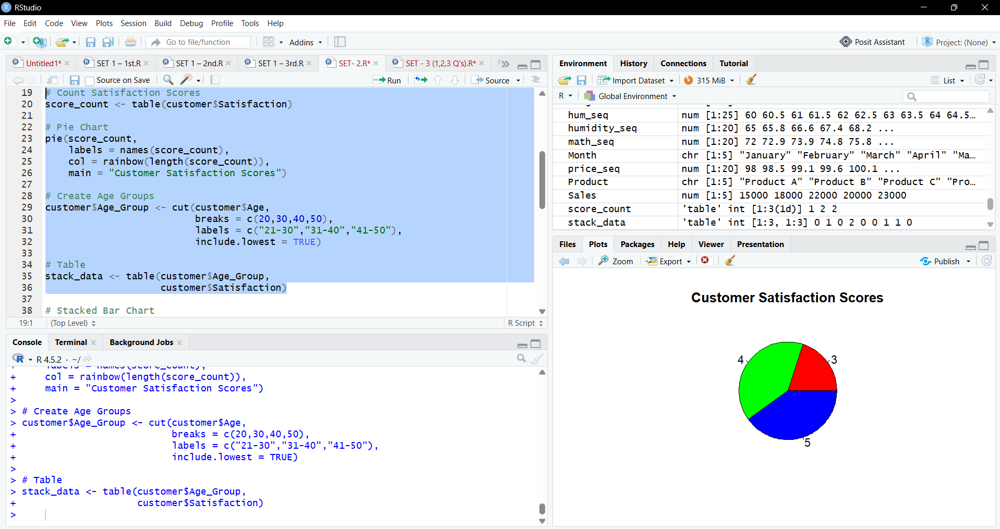 RStudio
File Edit Code View Plots Session Build Debug Profile Tools Help
Go to file/function Addins Posit Assistant Project: (None)
Untitled1* SET 1 – 1st.R SET 1 – 2nd.R SET 1 – 3rd.R SET- 2.R* SET - 3 (1,2,3 Q's).R*
Source on Save Run Source
19 # Count Satisfaction Scores
20 score_count <- table(customer$Satisfaction)
21
22 # Pie Chart
23 pie(score_count,
24     labels = names(score_count),
25     col = rainbow(length(score_count)),
26     main = "Customer Satisfaction Scores")
27
28 # Create Age Groups
29 customer$Age_Group <- cut(customer$Age,
30                           breaks = c(20,30,40,50),
31                           labels = c("21-30","31-40","41-50"),
32                           include.lowest = TRUE)
33
34 # Table
35 stack_data <- table(customer$Age_Group,
36                     customer$Satisfaction)
37
38 # Stacked Bar Chart
19:1 (Top Level) R Script
Console Terminal Background Jobs
R 4.5.2 · ~/
+     labels = names(score_count),
+     col = rainbow(length(score_count)),
+     main = "Customer Satisfaction Scores")
>
> # Create Age Groups
> customer$Age_Group <- cut(customer$Age,
+                           breaks = c(20,30,40,50),
+                           labels = c("21-30","31-40","41-50"),
+                           include.lowest = TRUE)
>
> # Table
> stack_data <- table(customer$Age_Group,
+                     customer$Satisfaction)
>
Environment History Connections Tutorial
Import Dataset 315 MiB List
R Global Environment
hum_seq num [1:25] 60 60.5 61 61.5 62 62.5 63 63.5 64 64.5…
humidity_seq num [1:20] 65 65.8 66.6 67.4 68.2 ...
math_seq num [1:20] 72 72.9 73.9 74.8 75.8 ...
Month chr [1:5] "January" "February" "March" "April" "Ma…
price_seq num [1:20] 98 98.5 99.1 99.6 100.1 ...
Product chr [1:5] "Product A" "Product B" "Product C" "Pro…
Sales num [1:5] 15000 18000 22000 20000 23000
score_count 'table' int [1:3(1d)] 1 2 2
stack_data 'table' int [1:3, 1:3] 0 1 0 2 0 0 1 1 0
Files Plots Packages Help Viewer Presentation
Zoom Export Publish
Customer Satisfaction Scores
4 3
5